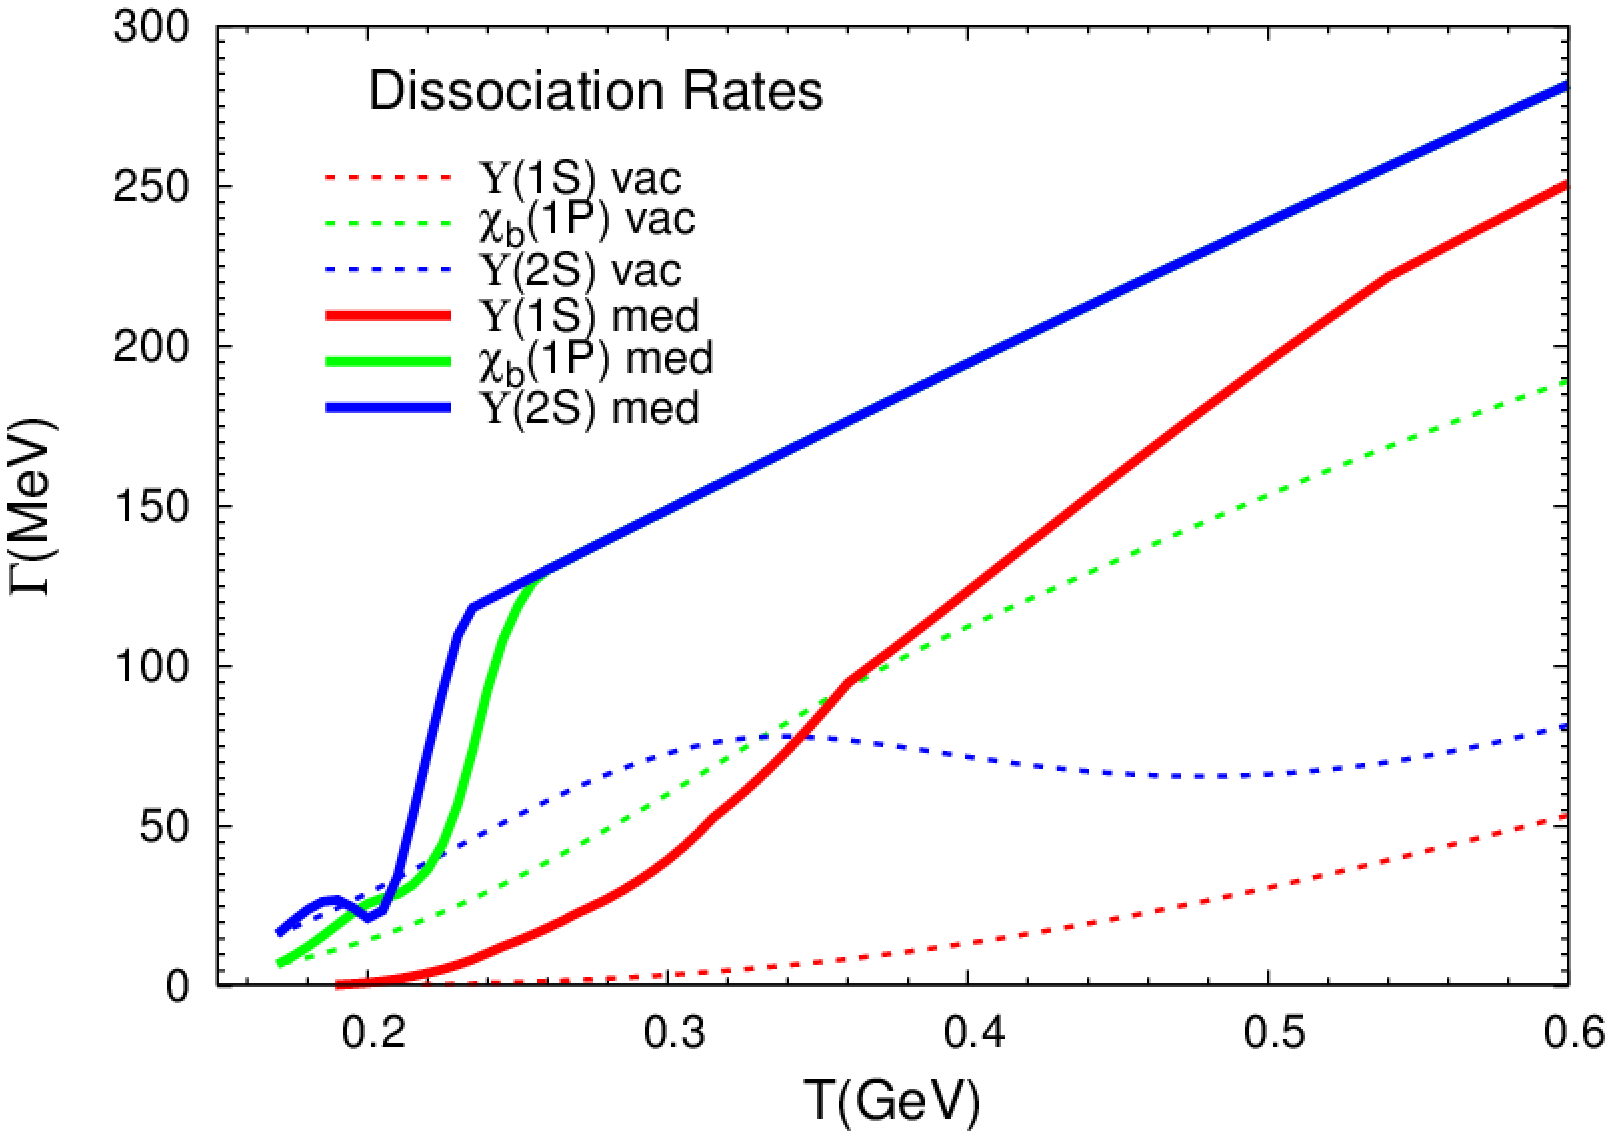 Dissociation Rates
ϒ(1S) vac
χb(1P) vac
ϒ(2S) vac
ϒ(1S) med
χb(1P) med
ϒ(2S) med
300
250
200
150
100
50
0
Γ(MeV)
0.2 0.3 0.4 0.5 0.6
T(GeV)